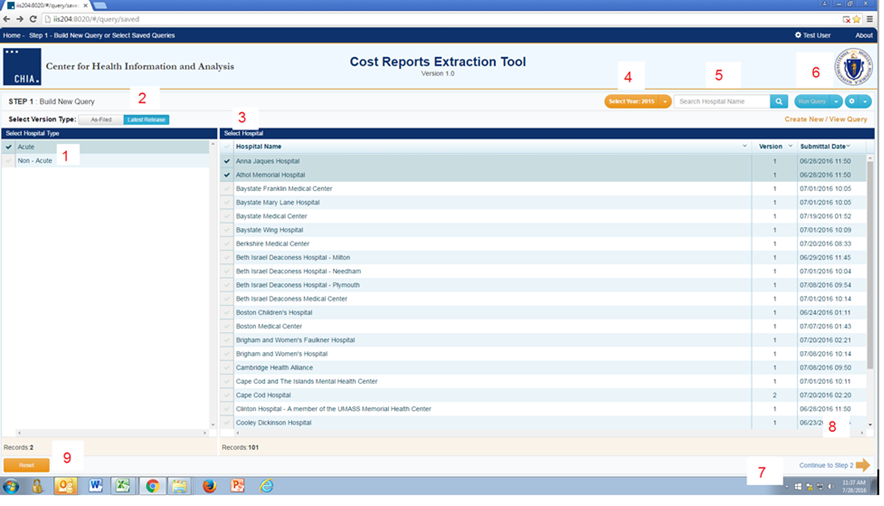 iis204:8020/#/query/save
iis204:8020/#/query/saved
Home - Step 1 - Build New Query or Select Saved Queries
Test User
About
CHIA.
Center for Health Information and Analysis
Cost Reports Extraction Tool
Version 1.0
4
5
6
2
STEP 1 : Build New Query
Select Year: 2015
Search Hospital Name
Run Query
Select Version Type:
As-Filed
Latest Release
3
Create New / View Query
Select Hospital Type
Select Hospital
Acute
Non - Acute
1
Hospital Name Version Submittal Date
Anna Jaques Hospital 1 06/28/2016 11:50
Athol Memorial Hospital 1 06/28/2016 11:50
Baystate Franklin Medical Center 1 07/01/2016 10:05
Baystate Mary Lane Hospital 1 07/01/2016 10:05
Baystate Medical Center 1 07/19/2016 01:52
Baystate Wing Hospital 1 07/01/2016 10:09
Berkshire Medical Center 1 07/20/2016 08:33
Beth Israel Deaconess Hospital - Milton 1 06/29/2016 11:45
Beth Israel Deaconess Hospital - Needham 1 07/01/2016 10:04
Beth Israel Deaconess Hospital - Plymouth 1 07/08/2016 09:54
Beth Israel Deaconess Medical Center 1 07/01/2016 10:14
Boston Children's Hospital 1 06/24/2016 01:11
Boston Medical Center 1 07/07/2016 01:43
Brigham and Women's Faulkner Hospital 1 07/20/2016 02:21
Brigham and Women's Hospital 1 07/08/2016 10:14
Cambridge Health Alliance 1 07/08/2016 09:50
Cape Cod and The Islands Mental Health Center 1 07/01/2016 10:11
Cape Cod Hospital 2 07/20/2016 02:20
Clinton Hospital - A member of the UMASS Memorial Health Center 1 06/28/2016 11:50
Cooley Dickinson Hospital 1
8
Records:2
Records:101
9
Reset
7
Continue to Step 2
11:37 AM
7/28/2016